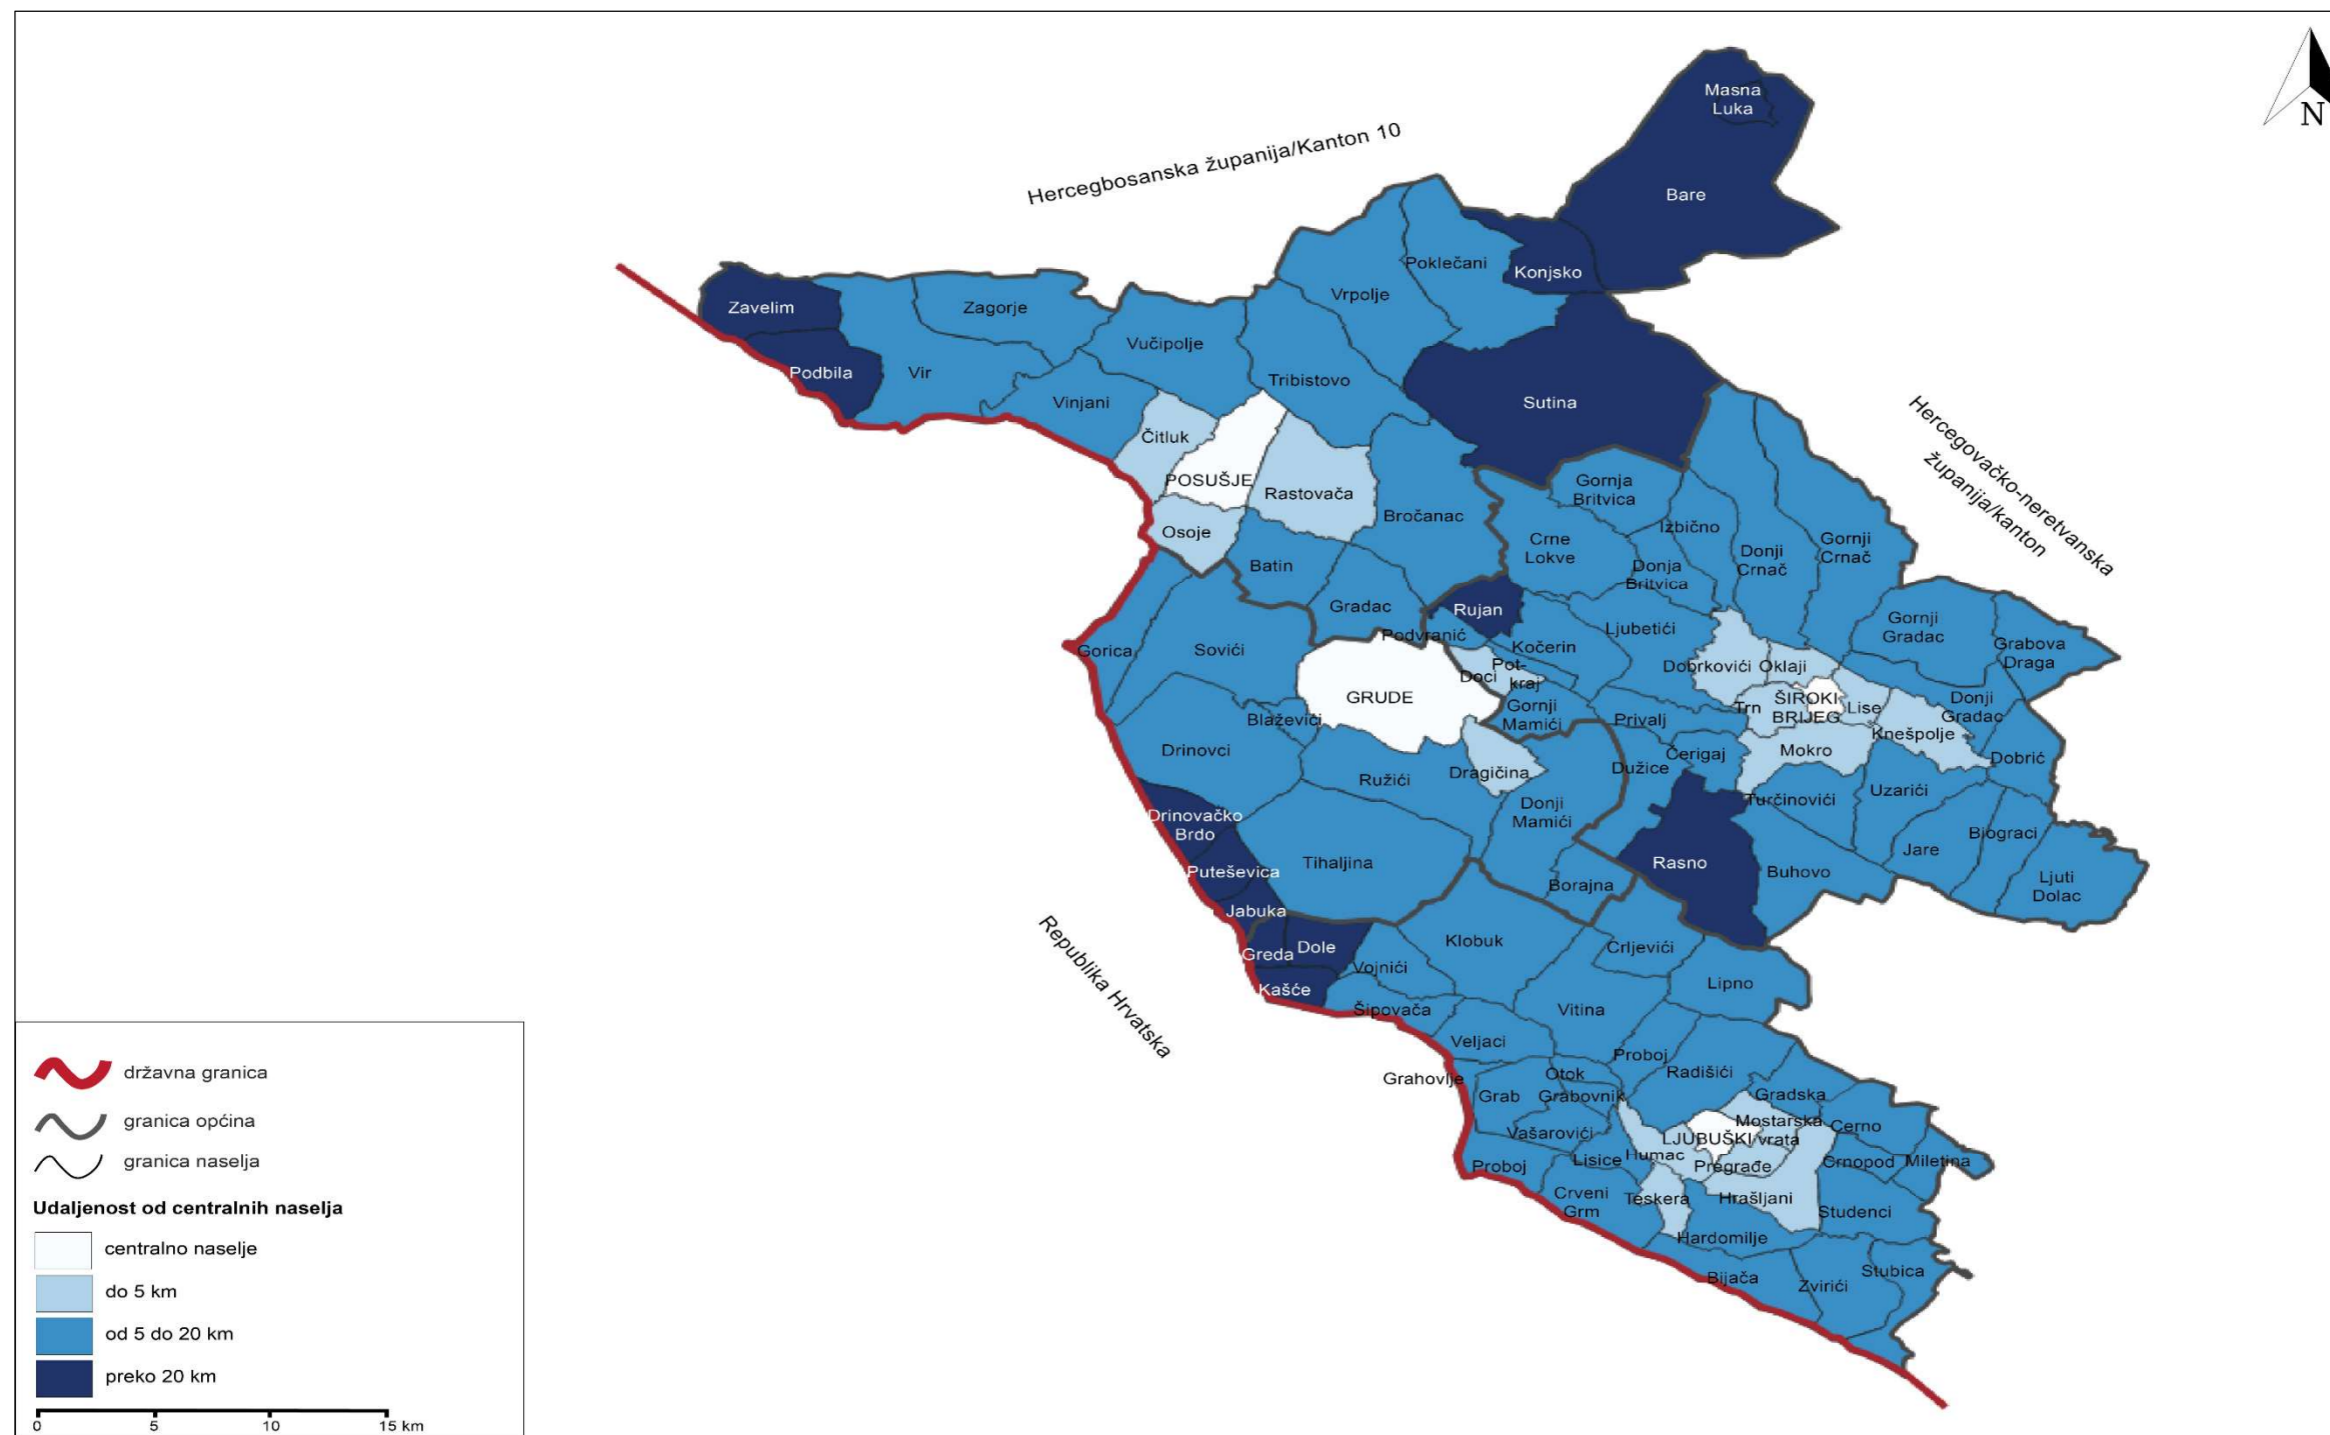 N
Hercegbosanska županija/Kanton 10
Hercegovačko-neretvanska
županija/kanton
Republika Hrvatska
Masna
Luka
Bare
Konjsko
Poklečani
Vrpolje
Zavelim
Zagorje
Vučipolje
Podbila
Vir
Tribistovo
Vinjani
Sutina
Čitluk
POSUŠJE
Rastovača
Gornja
Britvica
Bročanac
Izbično
Osoje
Crne
Lokve
Gornji
Crnač
Donji
Crnač
Batin
Donja
Britvica
Gradac
Rujan
Podvranić
Ljubetići
Gornji
Gradac
Grabova
Draga
Gorica
Sovići
Kočerin
Dobrkovići
Oklaji
Doci
Pot-
kraj
GRUDE
Gornji
Mamići
Trn
ŠIROKI
BRIJEG
Lise
Donji
Gradac
Blaževići
Privalj
Knešpolje
Drinovci
Čerigaj
Mokro
Dobrić
Ružići
Dragičina
Dužice
Turčinovići
Uzarići
Drinovačko
Brdo
Donji
Mamići
Biograci
Puteševica
Tihaljina
Rasno
Jare
Borajna
Buhovo
Ljuti
Dolac
Jabuka
Greda
Dole
Klobuk
Crljevići
Vojnići
Kašće
Lipno
Šipovača
Vitina
Veljaci
Proboj
Grahovlje
Otok
Radišići
Grab
Grabovnik
Gradska
Mostarska
vrata
Cerno
Vašarovići
LJUBUŠKI
Humac
Lisice
Pregrađe
Crnopod
Miletina
Proboj
Crveni
Grm
Teskera
Hrašljani
Studenci
Hardomilje
Bijača
Zvirići
Stubica
državna granica
granica općina
granica naselja
Udaljenost od centralnih naselja
centralno naselje
do 5 km
od 5 do 20 km
preko 20 km
0 5 10 15 km